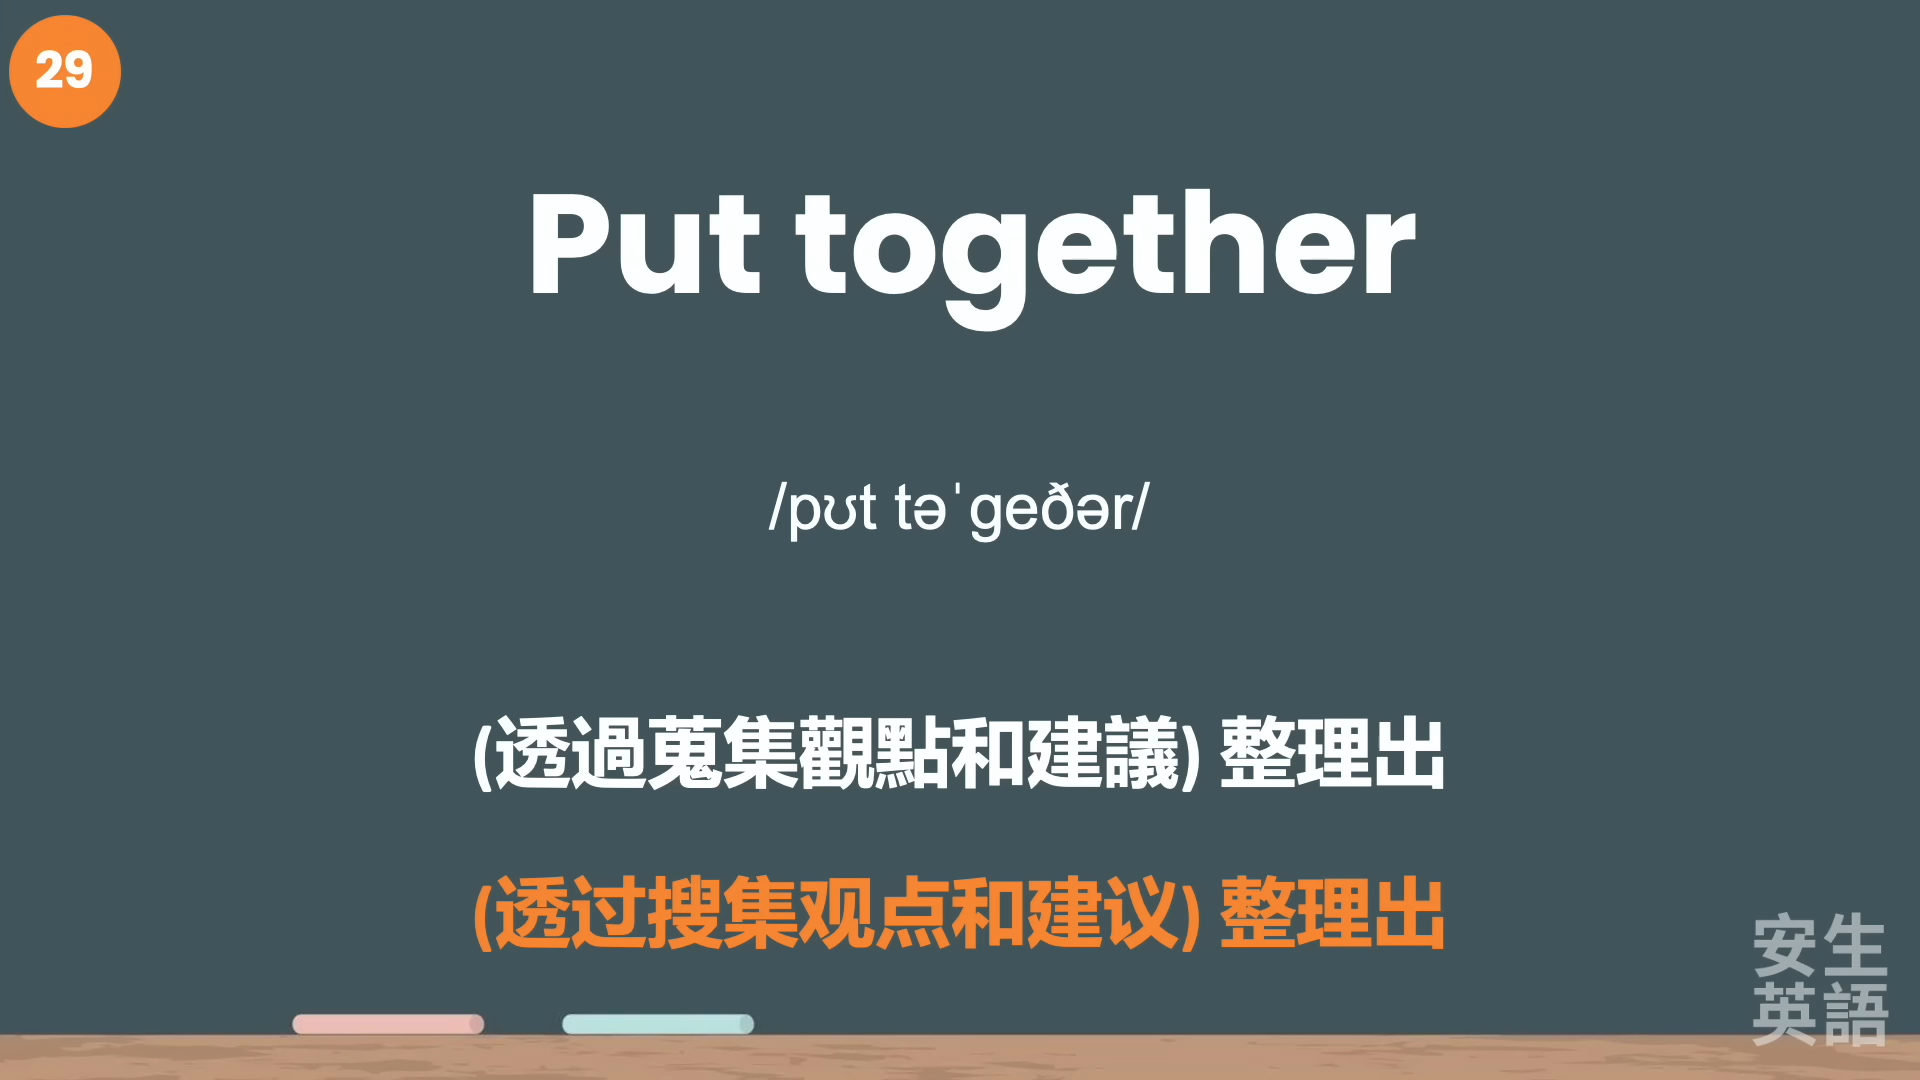 29
Put together
/pʊt təˈgeðər/
(透過蒐集觀點和建議) 整理出
(透过搜集观点和建议) 整理出
安生
英語